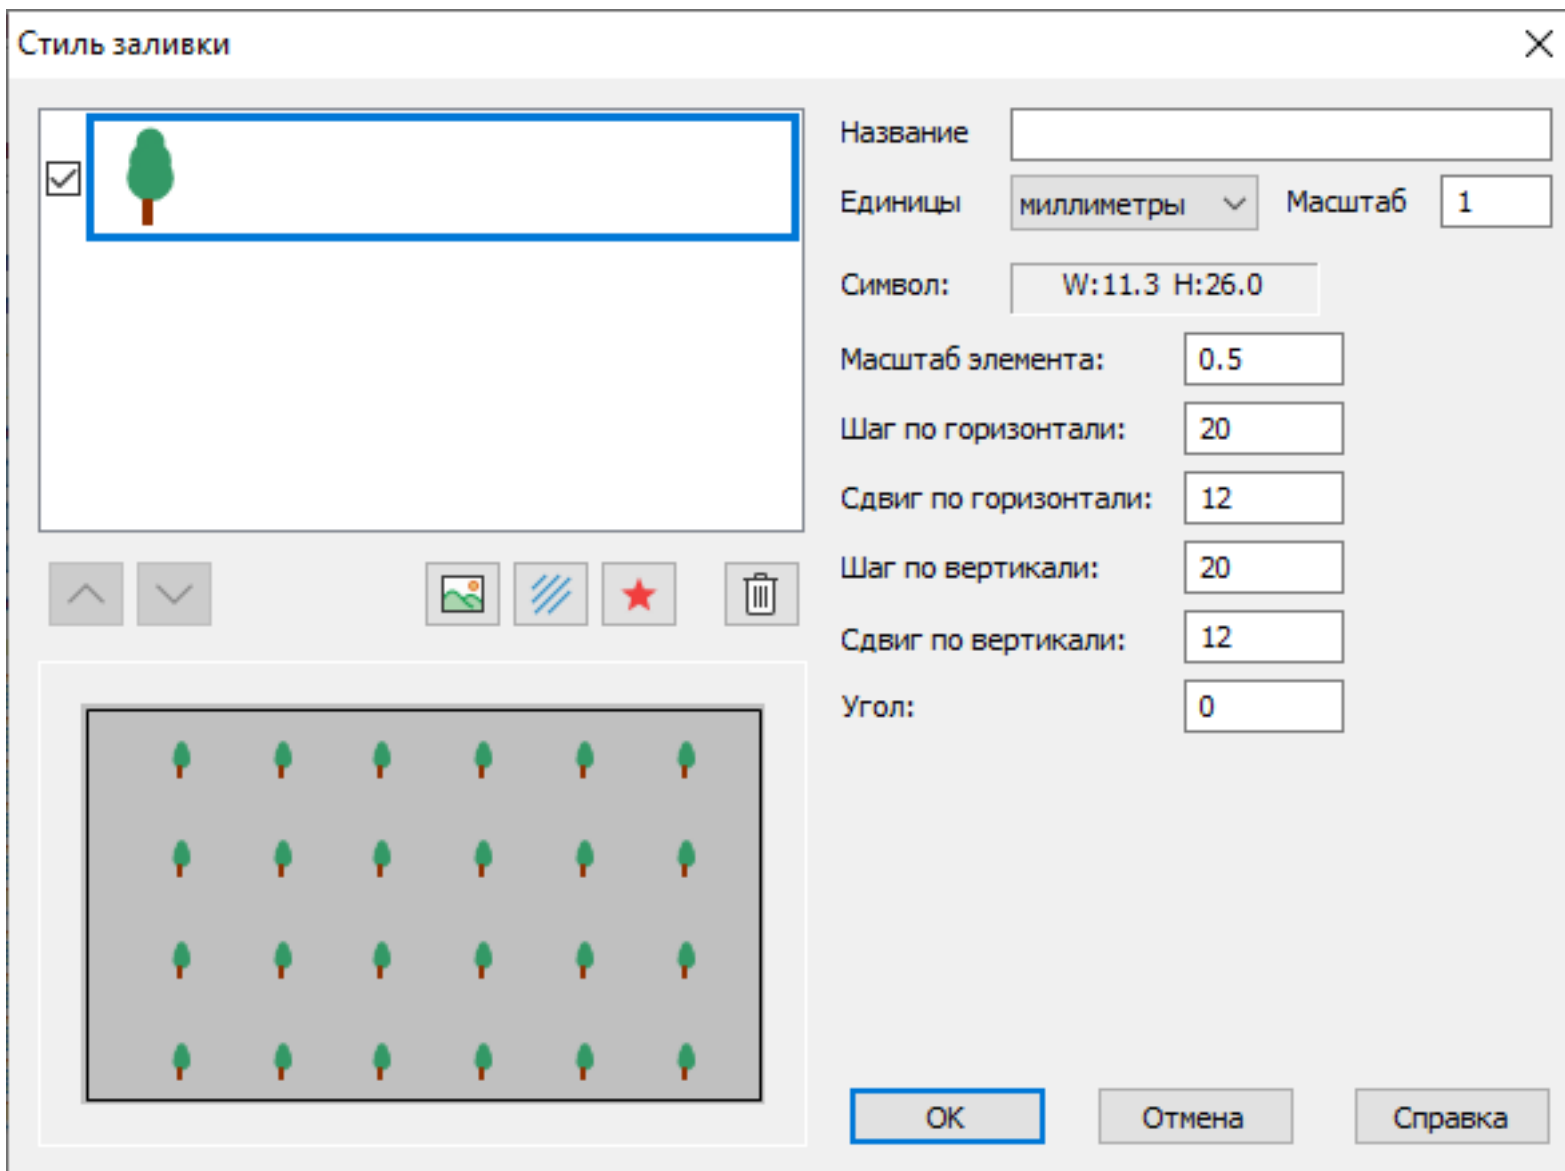 Стиль заливки
Название
Единицы миллиметры Масштаб 1
Символ: W:11.3 H:26.0
Масштаб элемента: 0.5
Шаг по горизонтали: 20
Сдвиг по горизонтали: 12
Шаг по вертикали: 20
Сдвиг по вертикали: 12
Угол: 0
ОК Отмена Справка